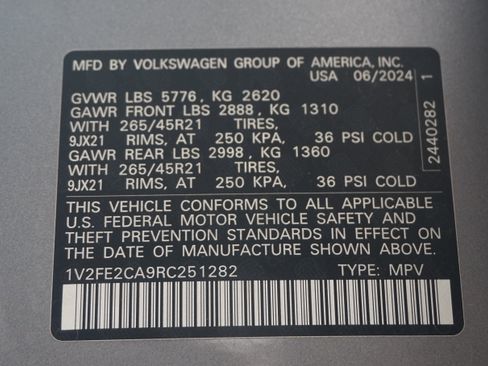 MFD BY VOLKSWAGEN GROUP OF AMERICA, INC.
USA 06/2024
GVWR LBS 5776, KG 2620
GAWR FRONT LBS 2888, KG 1310
WITH 265/45R21 TIRES,
9JX21 RIMS, AT 250 KPA, 36 PSI COLD
GAWR REAR LBS 2998, KG 1360
WITH 265/45R21 TIRES,
9JX21 RIMS, AT 250 KPA, 36 PSI COLD
2440282 1
THIS VEHICLE CONFORMS TO ALL APPLICABLE
U.S. FEDERAL MOTOR VEHICLE SAFETY AND
THEFT PREVENTION STANDARDS IN EFFECT ON
THE DATE OF MANUFACTURE SHOWN ABOVE.
1V2FE2CA9RC251282 TYPE: MPV